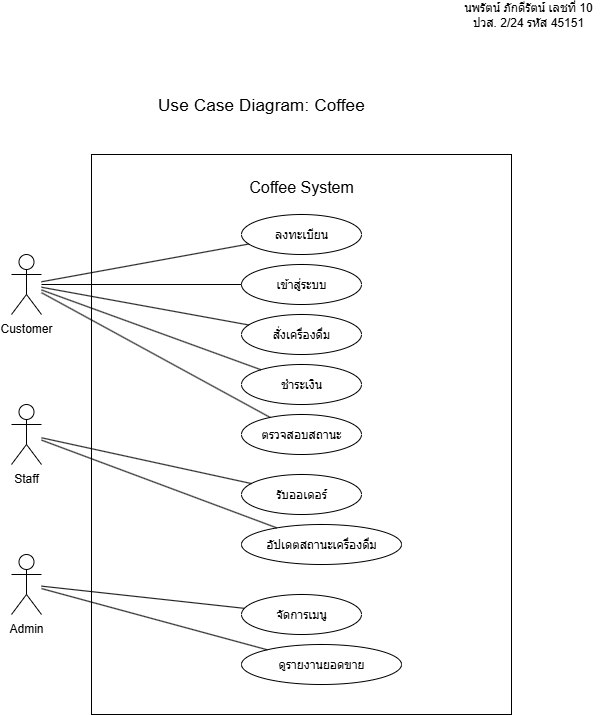 นพรัตน์ ภักดีรัตน์ เลขที่ 10
ปวส. 2/24 รหัส 45151
Use Case Diagram: Coffee
Coffee System
ลงทะเบียน
เข้าสู่ระบบ
Customer
สั่งเครื่องดื่ม
ชำระเงิน
ตรวจสอบสถานะ
Staff
รับออเดอร์
อัปเดตสถานะเครื่องดื่ม
จัดการเมนู
Admin
ดูรายงานยอดขาย